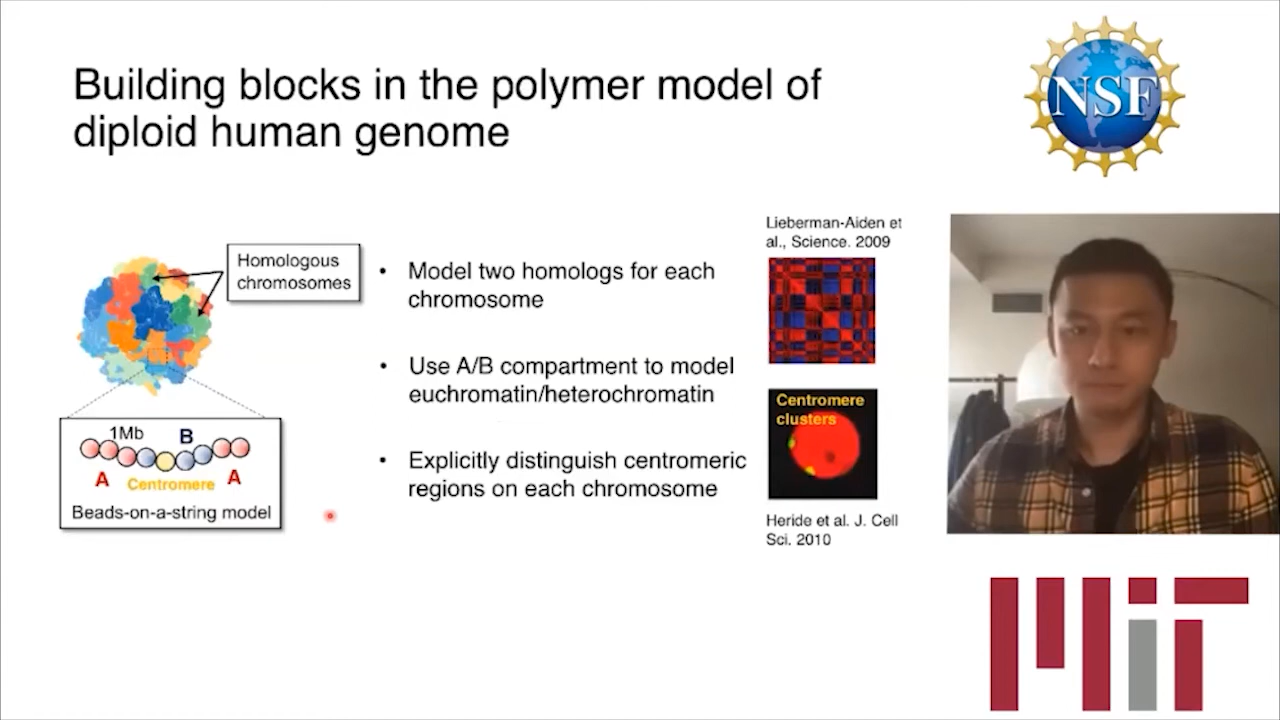 Building blocks in the polymer model of
diploid human genome
NSF
Homologous
chromosomes
1Mb
B
A
Centromere
A
Beads-on-a-string model
• Model two homologs for each
chromosome
• Use A/B compartment to model
euchromatin/heterochromatin
• Explicitly distinguish centromeric
regions on each chromosome
Lieberman-Aiden et
al., Science. 2009
Centromere
clusters
Heride et al. J. Cell
Sci. 2010
MIT